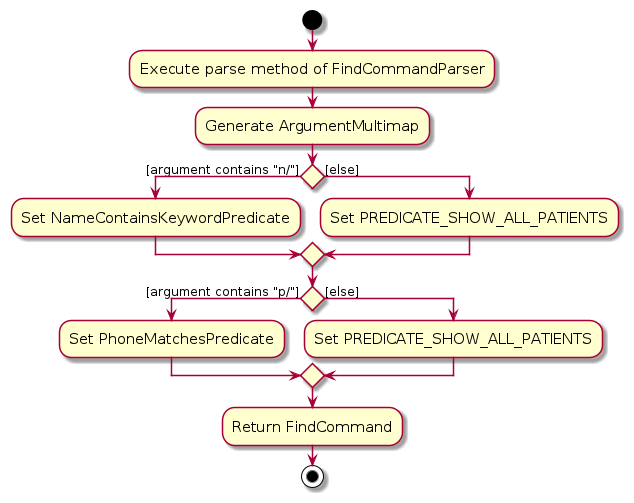 Execute parse method of FindCommandParser
Generate ArgumentMultimap
[argument contains "n/"]
[else]
Set NameContainsKeywordPredicate
Set PREDICATE_SHOW_ALL_PATIENTS
[argument contains "p/"]
[else]
Set PhoneMatchesPredicate
Set PREDICATE_SHOW_ALL_PATIENTS
Return FindCommand